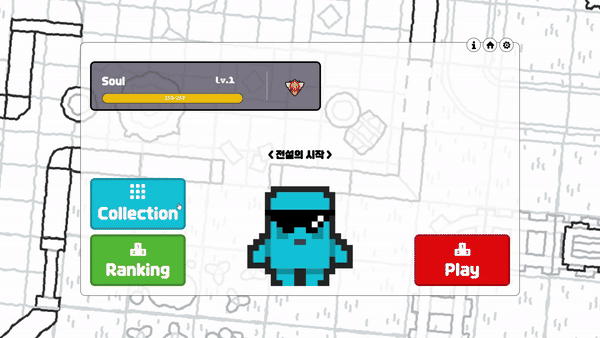 i
Soul
Lv.1
< 전설의 시작 >
Collection
Ranking
Play